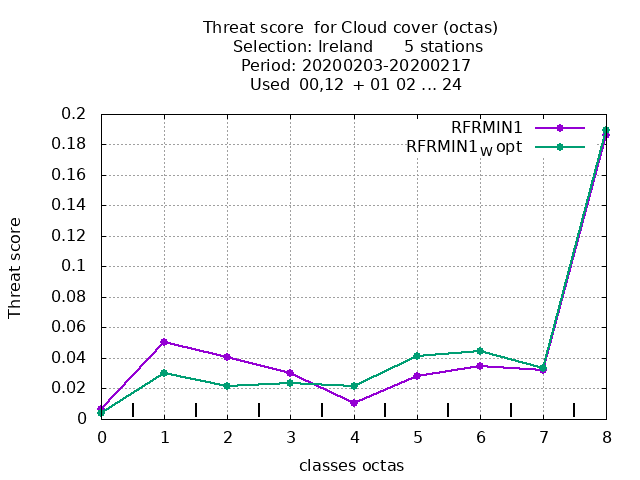 Threat score  for Cloud cover (octas)
Selection: Ireland      5 stations
Period: 20200203-20200217
Used  00,12  + 01 02 ... 24
RFRMIN1
RFRMIN1W opt
Threat score
0.2
0.18
0.16
0.14
0.12
0.1
0.08
0.06
0.04
0.02
0
0 1 2 3 4 5 6 7 8
classes octas